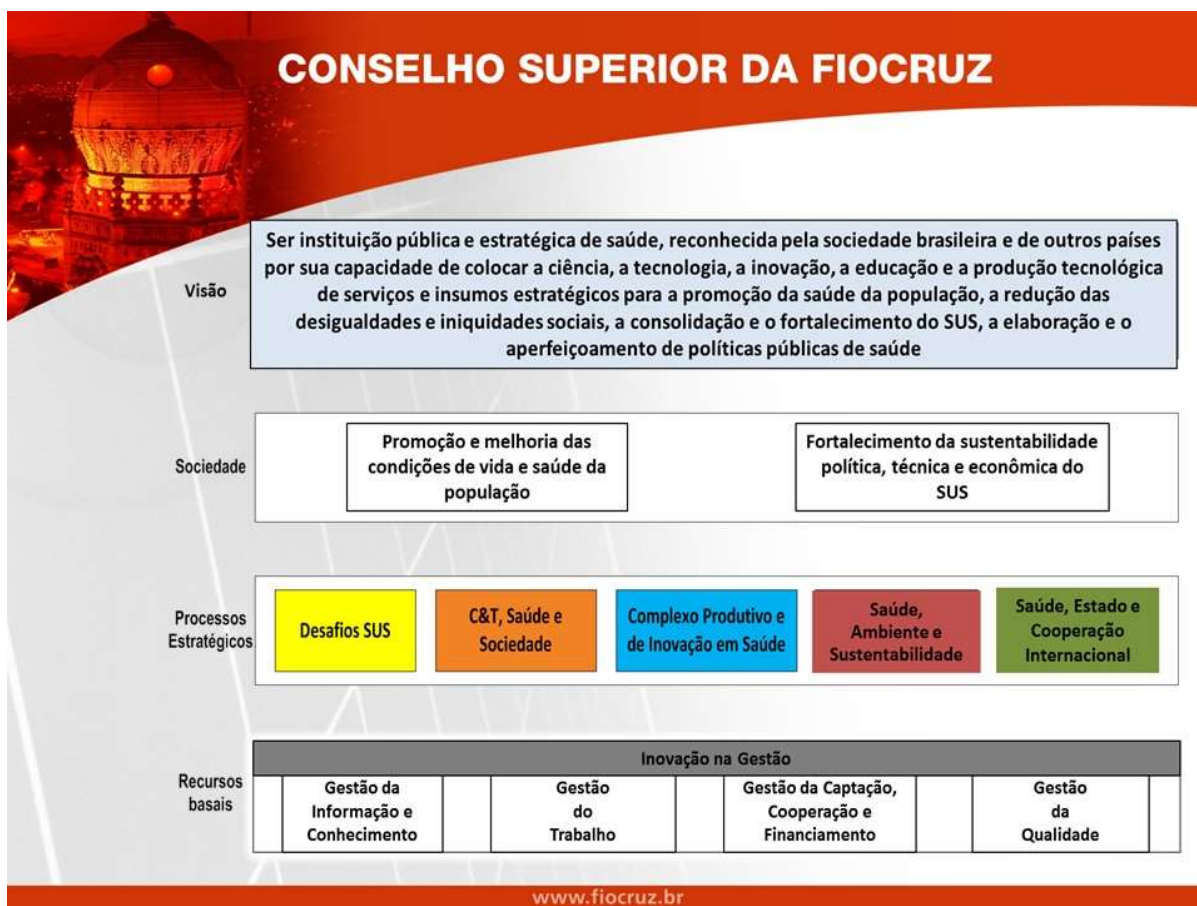 CONSELHO SUPERIOR DA FIOCRUZ
Visão
Ser instituição pública e estratégica de saúde, reconhecida pela sociedade brasileira e de outros países
por sua capacidade de colocar a ciência, a tecnologia, a inovação, a educação e a produção tecnológica
de serviços e insumos estratégicos para a promoção da saúde da população, a redução das
desigualdades e iniquidades sociais, a consolidação e o fortalecimento do SUS, a elaboração e o
aperfeiçoamento de políticas públicas de saúde
Sociedade
Promoção e melhoria das
condições de vida e saúde da
população
Fortalecimento da sustentabilidade
política, técnica e econômica do
SUS
Processos
Estratégicos
Desafios SUS
C&T, Saúde e
Sociedade
Complexo Produtivo e
de Inovação em Saúde
Saúde,
Ambiente e
Sustentabilidade
Saúde, Estado e
Cooperação
Internacional
Recursos
basais
Inovação na Gestão
Gestão da
Informação e
Conhecimento
Gestão
do
Trabalho
Gestão da Captação,
Cooperação e
Financiamento
Gestão
da
Qualidade
www.fiocruz.br